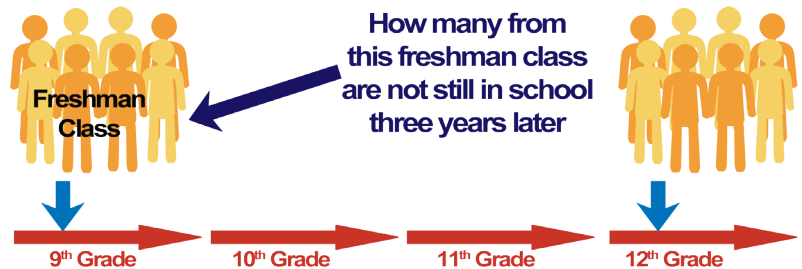 How many from
this freshman class
are not still in school
three years later
Freshman
Class
9th Grade
10th Grade
11th Grade
12th Grade